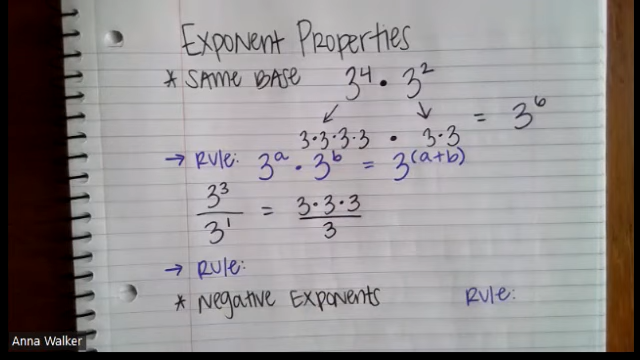 Exponent Properties
* SAME BASE 3⁴ • 3²
3•3•3•3 • 3•3 = 3⁶
→ RULE: 3ᵃ • 3ᵇ = 3⁽ᵃ⁺ᵇ⁾
3³/3¹ = 3•3•3/3
→ RULE:
* Negative Exponents RULE:
Anna Walker